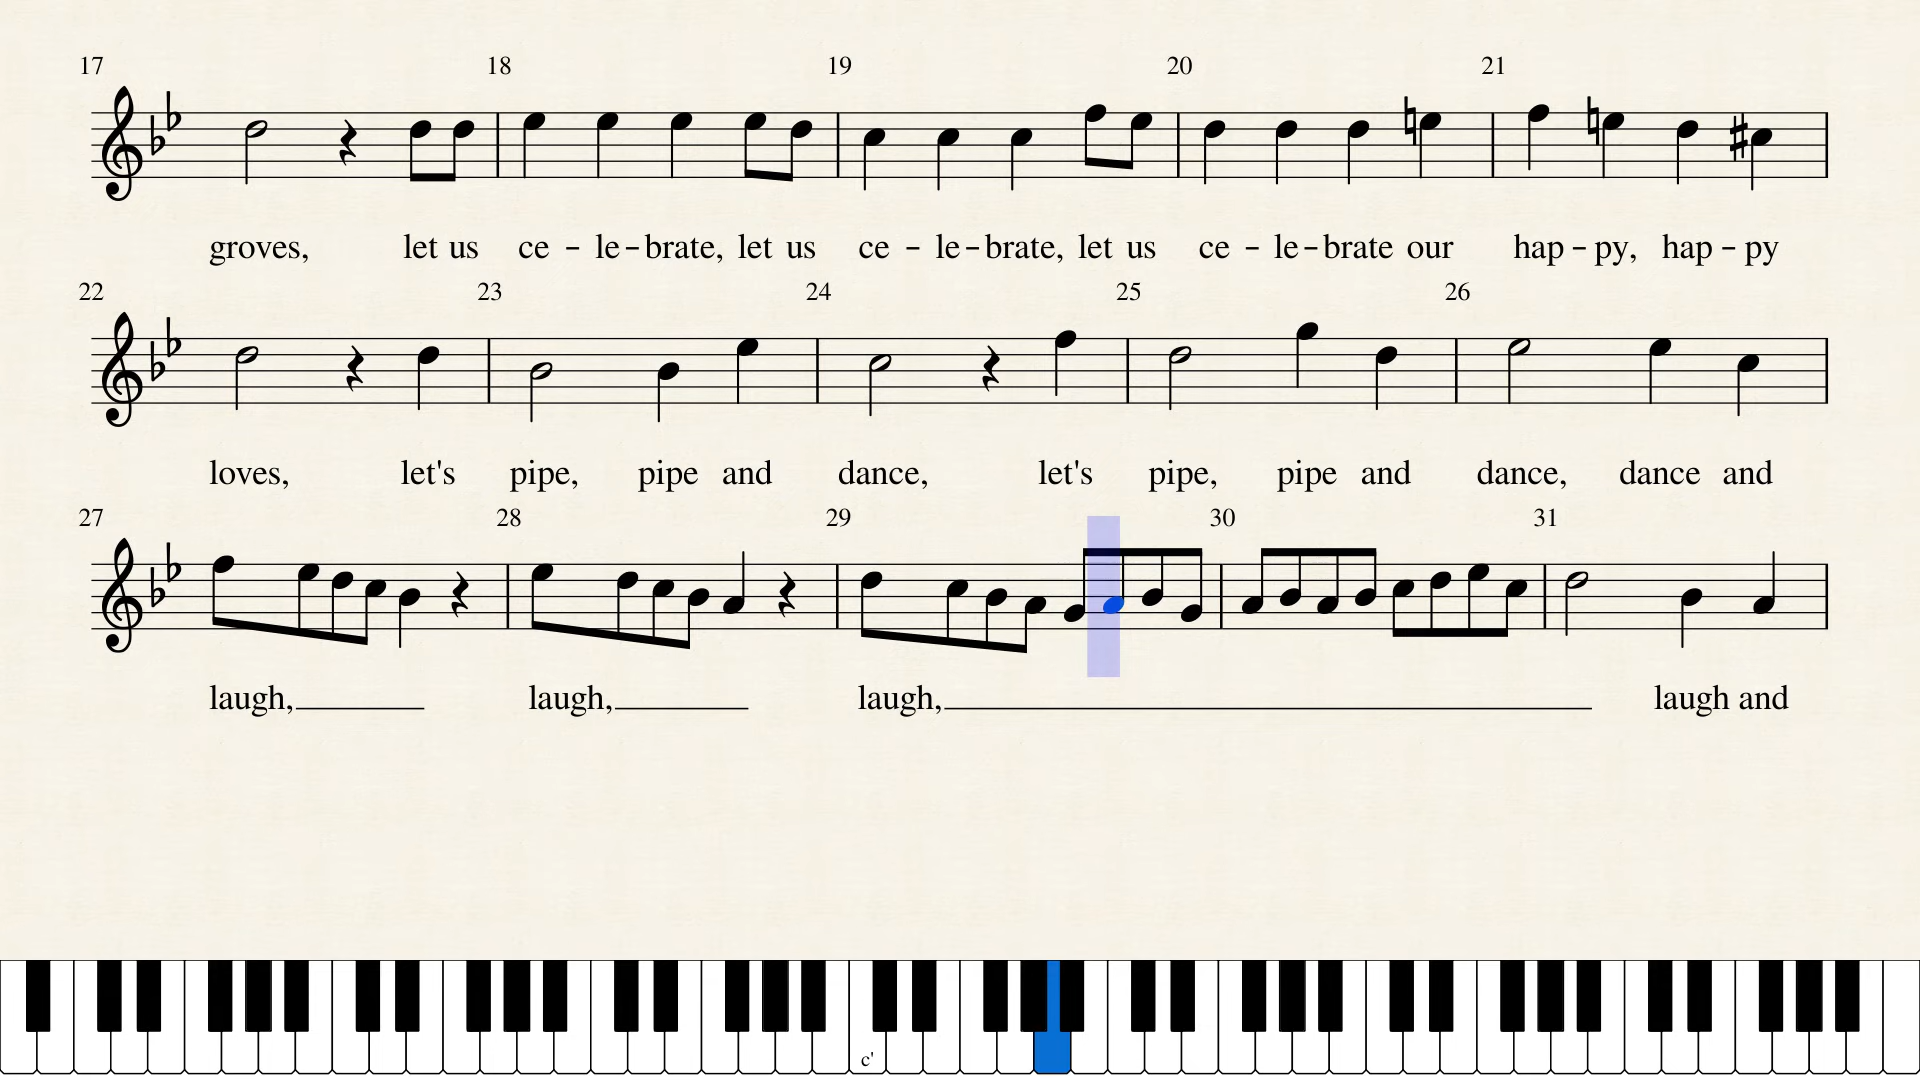 17 18 19 20 21
groves, let us ce - le - brate, let us ce - le - brate, let us ce - le - brate our hap - py, hap - py
22 23 24 25 26
loves, let's pipe, pipe and dance, let's pipe, pipe and dance, dance and
27 28 29 30 31
laugh, laugh, laugh, laugh and
c'